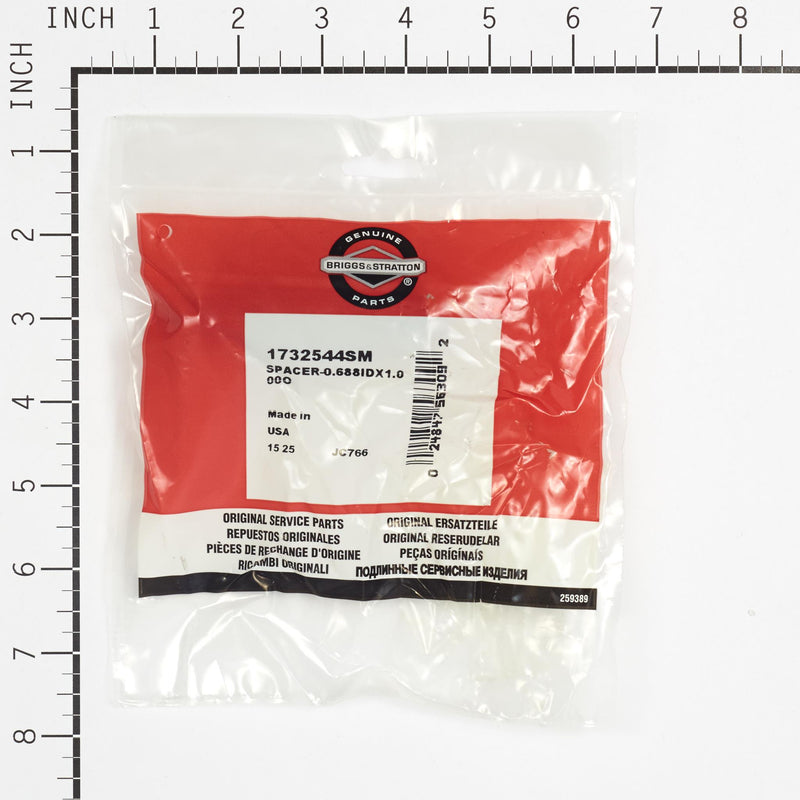 INCH 1 2 3 4 5 6 7 8
INCH 1 2 3 4 5 6 7 8
GENUINE
BRIGGS&STRATTON
®
PARTS
1732544SM
SPACER-0.688IDX1.0
00O
Made in
USA
15 25 JC766
0 24847 56309 2
ORIGINAL SERVICE PARTS ORIGINAL ERSATZTEILE
REPUESTOS ORIGINALES ORIGINAL RESERUDELAR
PIÈCES DE RECHANGE D'ORIGINE PEÇAS ORIGÍNAIS
RICAMBI ORIGINALI ПОДЛИННЫЕ СЕРВИСНЫЕ ИЗДЕЛИЯ
259389